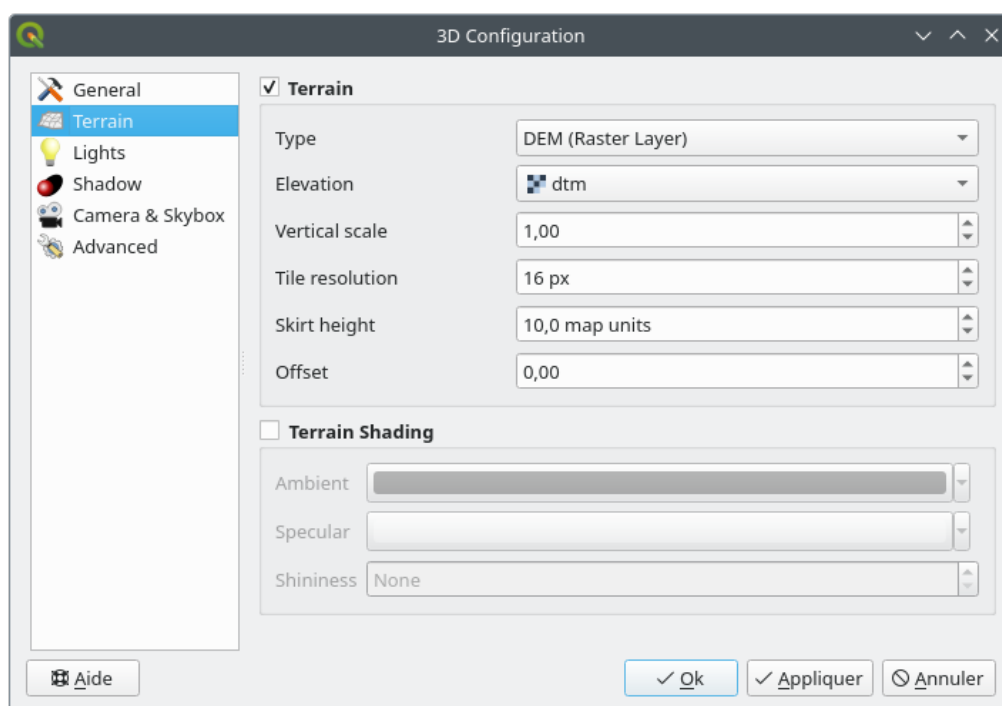 3D Configuration
General
Terrain
Lights
Shadow
Camera & Skybox
Advanced
Terrain
Type DEM (Raster Layer)
Elevation dtm
Vertical scale 1,00
Tile resolution 16 px
Skirt height 10,0 map units
Offset 0,00
Terrain Shading
Ambient
Specular
Shininess None
Aide Ok Appliquer Annuler